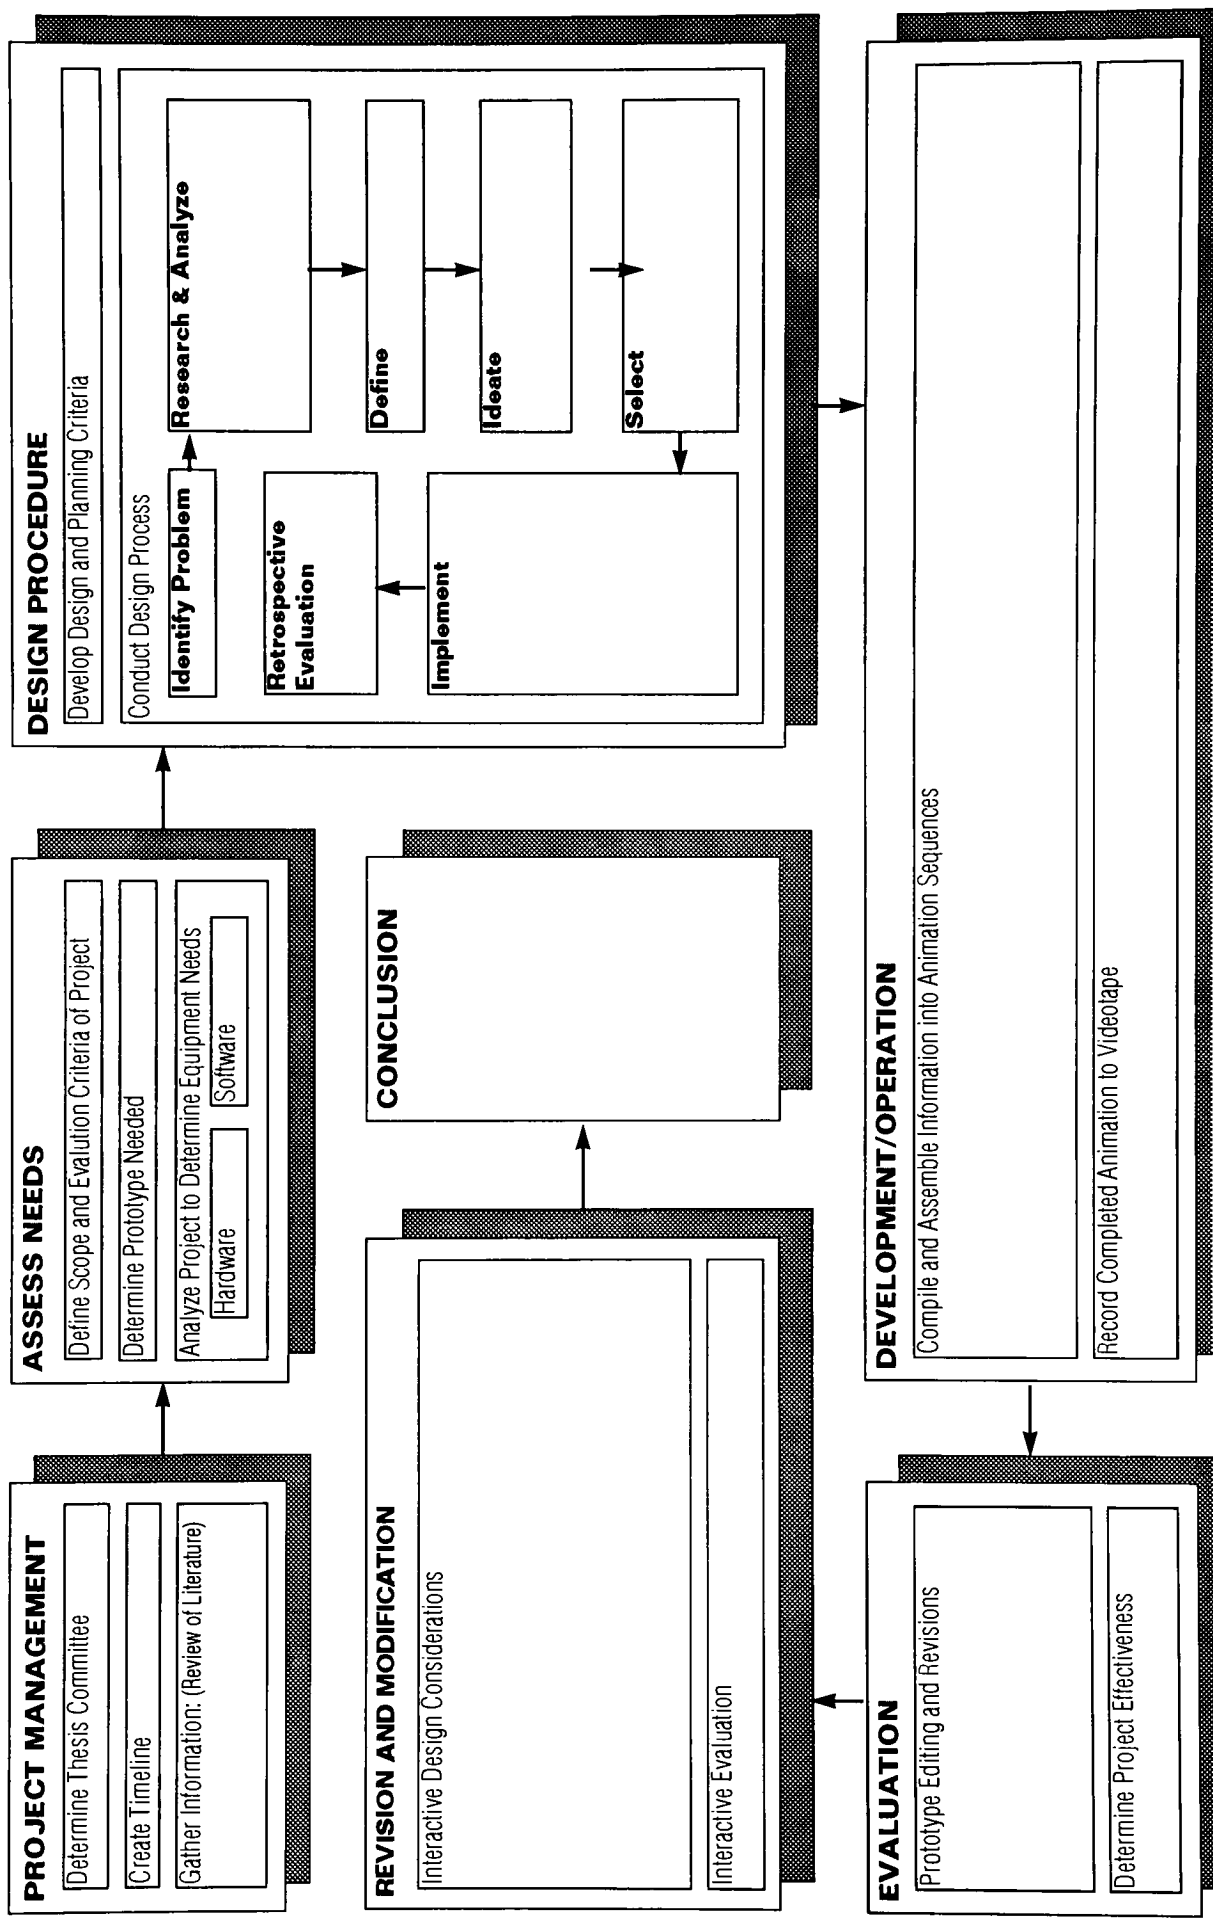 PROJECT MANAGEMENT
Determine Thesis Committee
Create Timeline
Gather Information: (Review of Literature)
ASSESS NEEDS
Define Scope and Evalution Criteria of Project
Determine Prototype Needed
Analyze Project to Determine Equipment Needs
Hardware
Software
DESIGN PROCEDURE
Develop Design and Planning Criteria
Conduct Design Process
Identify Problem
Research & Analyze
Define
Ideate
Select
Implement
Retrospective
Evaluation
REVISION AND MODIFICATION
Interactive Design Considerations
Interactive Evaluation
CONCLUSION
EVALUATION
Prototype Editing and Revisions
Determine Project Effectiveness
DEVELOPMENT/OPERATION
Compile and Assemble Information into Animation Sequences
Record Completed Animation to Videotape